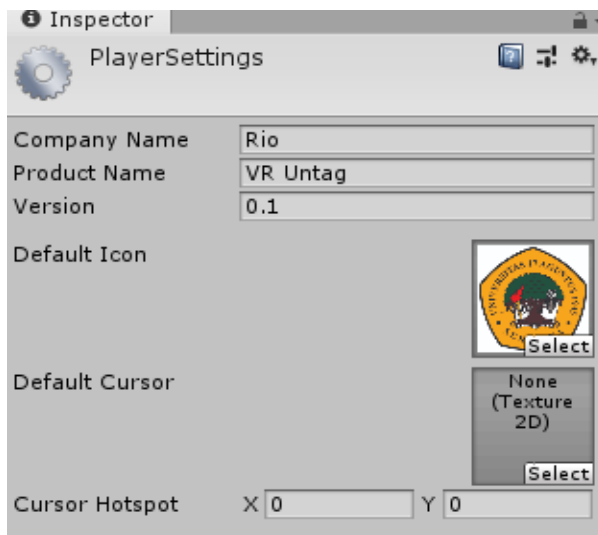 Inspector
PlayerSettings
Company Name Rio
Product Name VR Untag
Version 0.1
Default Icon
Select
Default Cursor
None
(Texture
2D)
Select
Cursor Hotspot X 0 Y 0